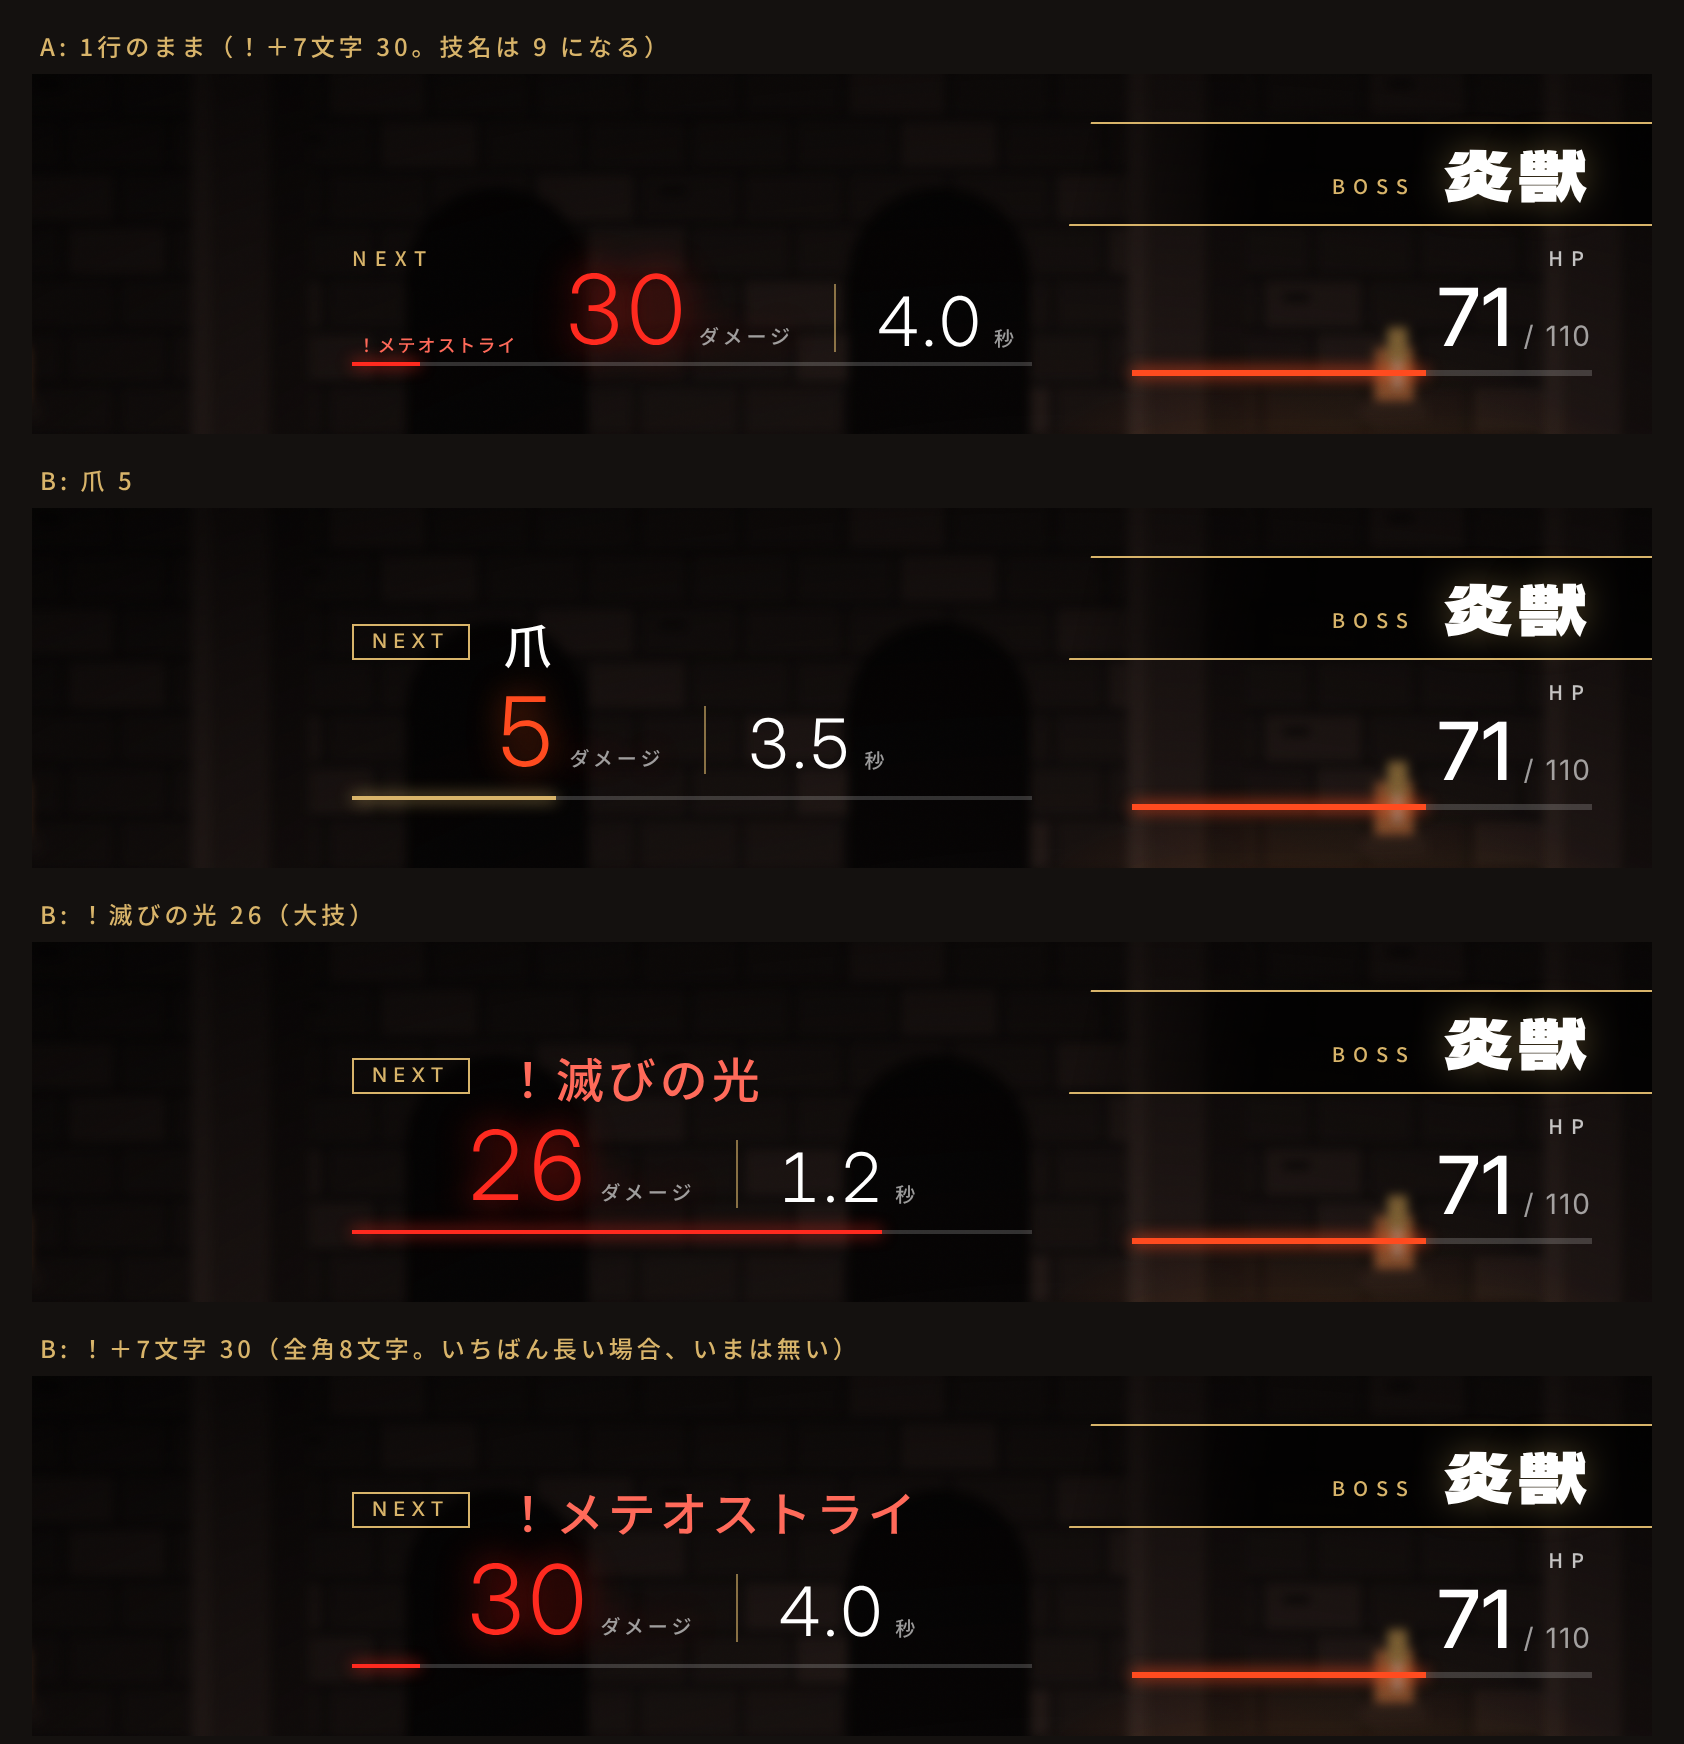 A: 1行のまま（！＋7文字 30。技名は 9 になる）
BOSS 炎獣
NEXT
HP
！メテオストライ 30 ダメージ 4.0 秒
71 / 110
B: 爪 5
BOSS 炎獣
NEXT 爪
HP
5 ダメージ 3.5 秒
71 / 110
B: ！滅びの光 26（大技）
BOSS 炎獣
NEXT ！滅びの光
HP
26 ダメージ 1.2 秒
71 / 110
B: ！＋7文字 30（全角8文字。いちばん長い場合、いまは無い）
BOSS 炎獣
NEXT ！メテオストライ
HP
30 ダメージ 4.0 秒
71 / 110